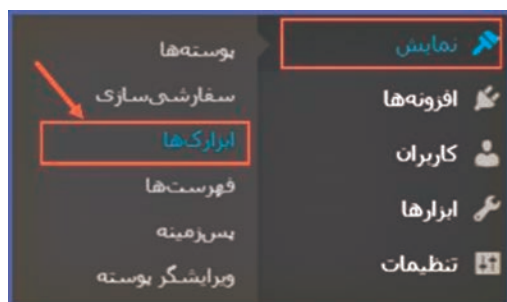 نمایش
افزونه‌ها
کاربران
ابزارها
تنظیمات
پوسته‌ها
سفارشی‌سازی
ابزارک‌ها
فهرست‌ها
پس‌زمینه
ویرایشگر پوسته